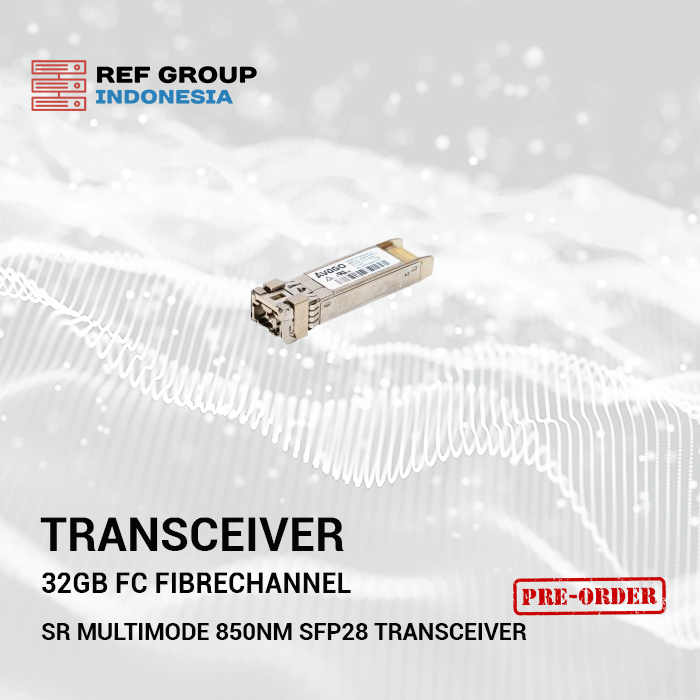 REF GROUP
INDONESIA
AVAGO
TRANSCEIVER
32GB FC FIBRECHANNEL
PRE-ORDER
SR MULTIMODE 850NM SFP28 TRANSCEIVER